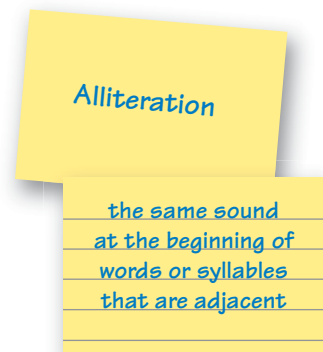 Alliteration
the same sound
at the beginning of
words or syllables
that are adjacent